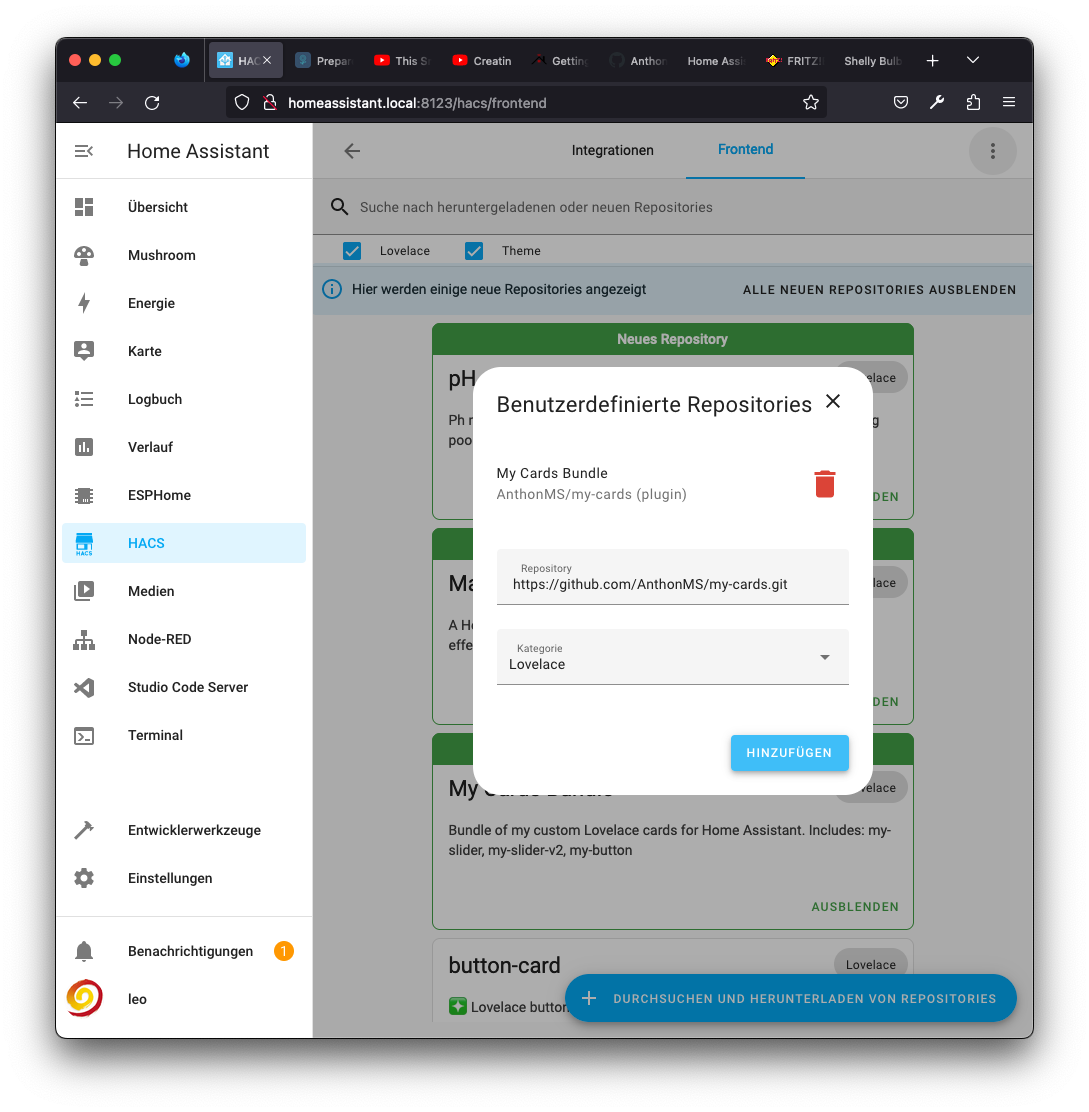 HAC
Prepar
This S
Creatin
Getting
Anthon
Home Assi
FRITZ!
Shelly Bulb
homeassistant.local:8123/hacs/frontend
Home Assistant
Integrationen
Frontend
Übersicht
Mushroom
Energie
Karte
Logbuch
Verlauf
ESPHome
HACS
HACS
Medien
Node-RED
Studio Code Server
Terminal
Entwicklerwerkzeuge
Einstellungen
Benachrichtigungen 1
leo
Suche nach heruntergeladenen oder neuen Repositories
Lovelace
Theme
Hier werden einige neue Repositories angezeigt
ALLE NEUEN REPOSITORIES AUSBLENDEN
Neues Repository
pH
elace
Ph
g
poo
DEN
Ma
lace
A H
effe
DEN
Benutzerdefinierte Repositories
My Cards Bundle
AnthonMS/my-cards (plugin)
Repository
https://github.com/AnthonMS/my-cards.git
Kategorie
Lovelace
HINZUFÜGEN
My Cards Bundle
velace
Bundle of my custom Lovelace cards for Home Assistant. Includes: my-
slider, my-slider-v2, my-button
AUSBLENDEN
button-card
Lovelace
Lovelace button
DURCHSUCHEN UND HERUNTERLADEN VON REPOSITORIES